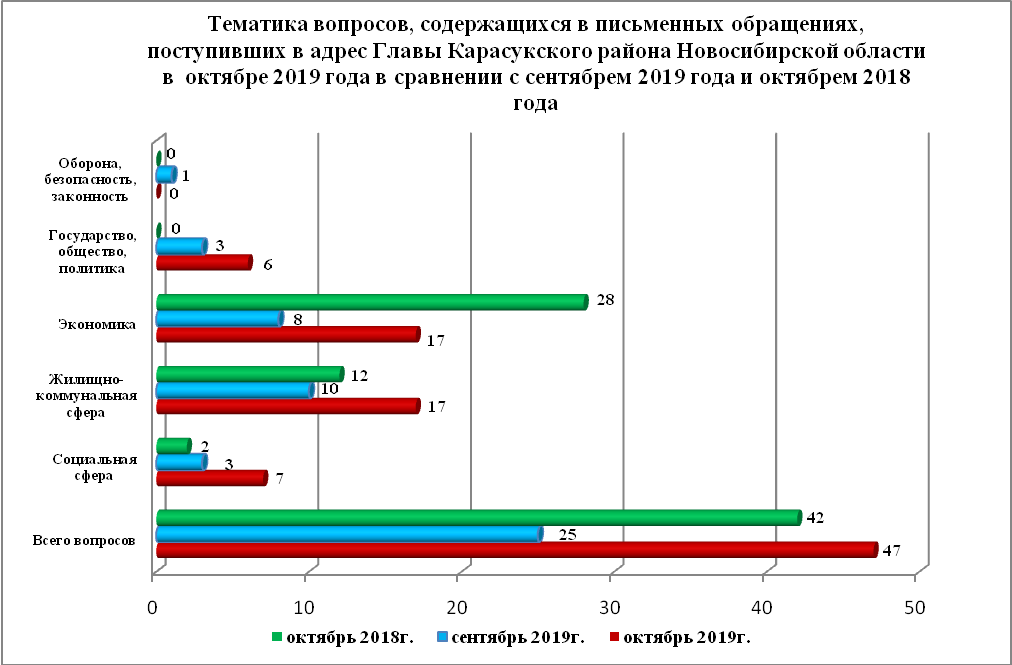 Тематика вопросов, содержащихся в письменных обращениях,
поступивших в адрес Главы Карасукского района Новосибирской области
в октябре 2019 года в сравнении с сентябрем 2019 года и октябрем 2018
года
Оборона,
безопасность,
законность
0
1
0
Государство,
общество,
политика
0
3
6
Экономика
28
8
17
Жилищно-
коммунальная
сфера
12
10
17
Социальная
сфера
2
3
7
Всего вопросов
42
25
47
0 10 20 30 40 50
октябрь 2018г. сентябрь 2019г. октябрь 2019г.